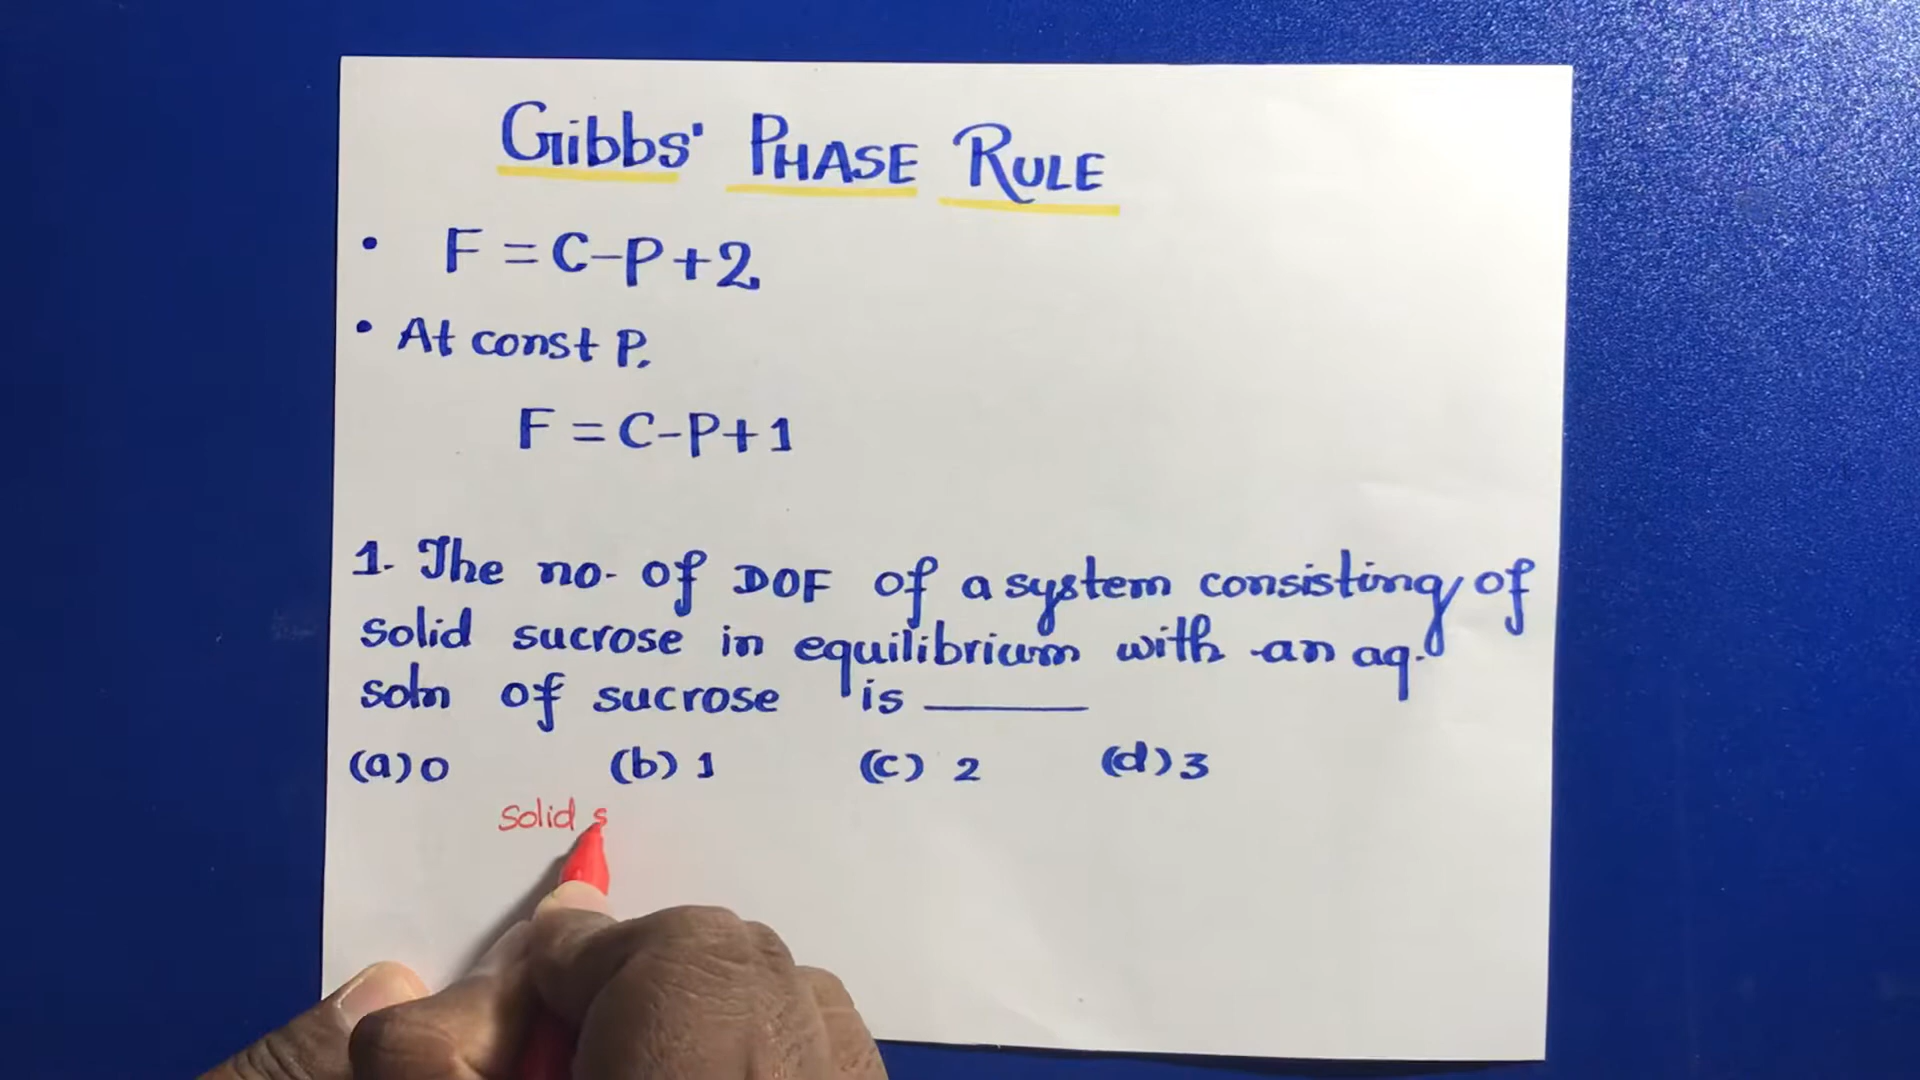 Gibbs' PHASE RULE
• F = C-P+2
• At const P.
F = C-P+1
1. The no. of DOF of a system consisting of
solid sucrose in equilibrium with an aq.
soln of sucrose is ______
(a) 0 (b) 1 (c) 2 (d) 3
Solid s